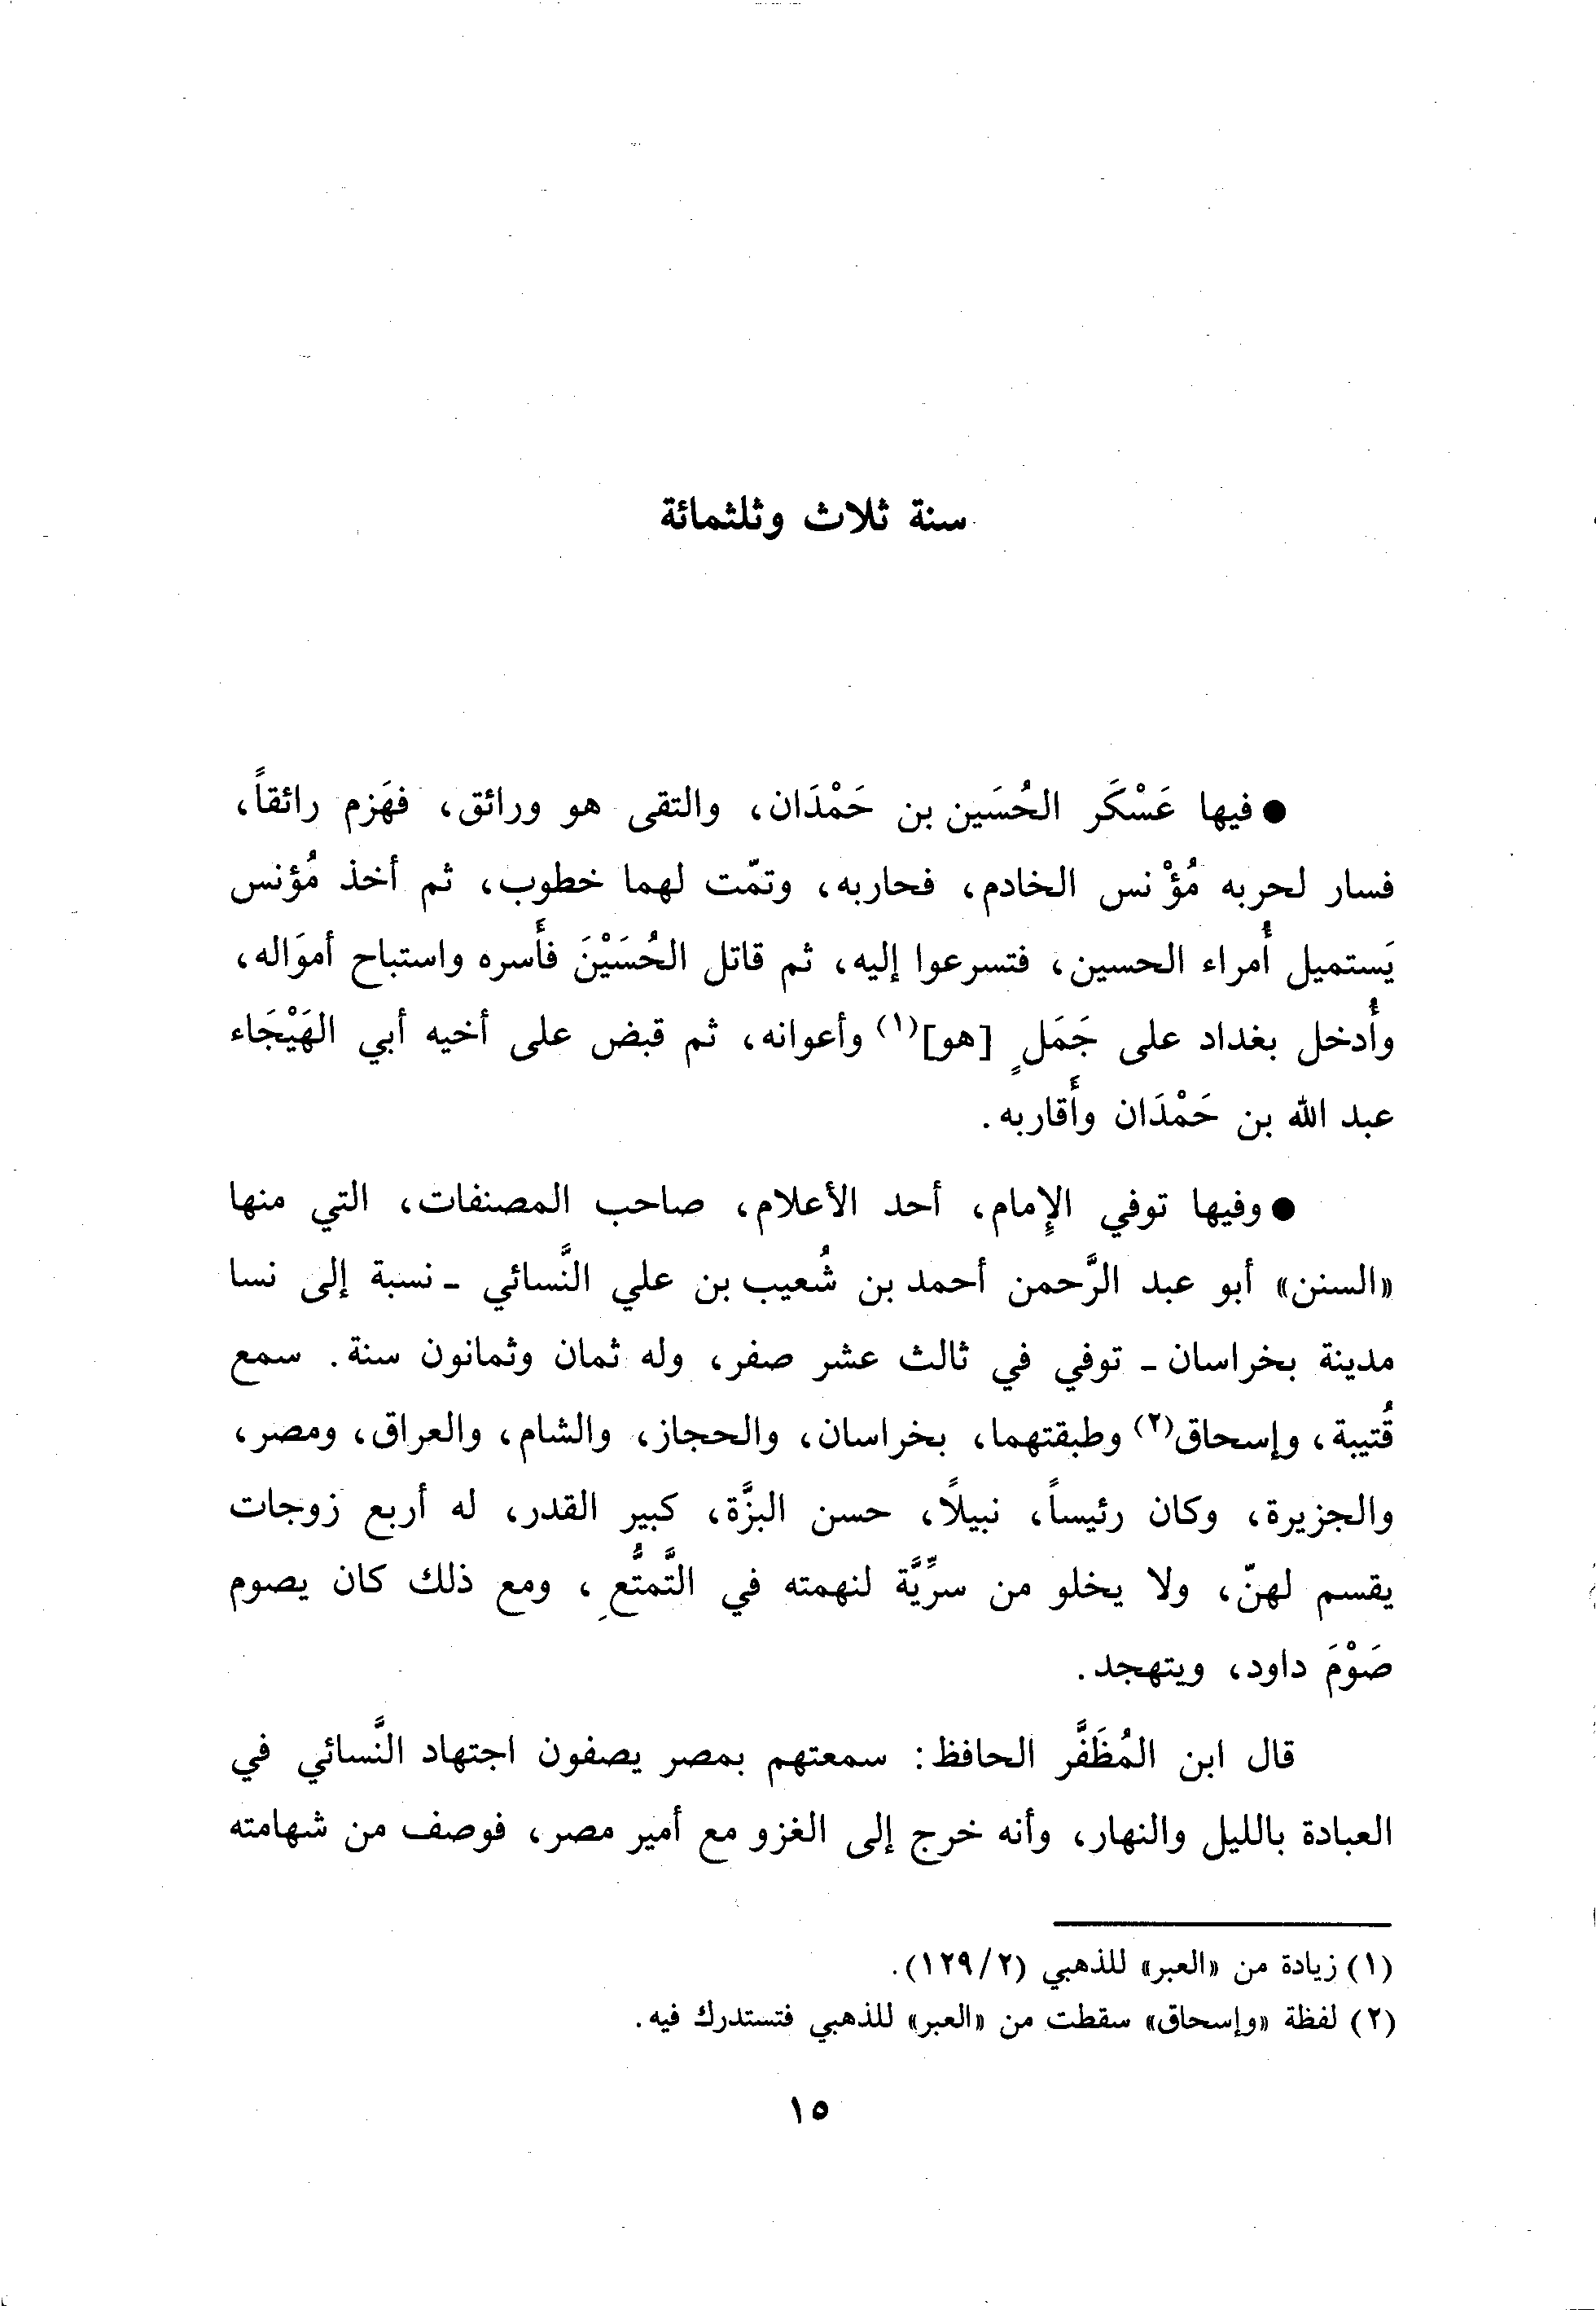 سنة ثلاث وثلثمائة
● فيها عَسْكَر الحُسَين بن حَمْدَان، والتقى هو ورائق، فهَزم رائقاً،
فسار لحربه مُؤْنس الخادم، فحاربه، وتمّت لهما خطوب، ثم أخذ مُؤنس
يَستميل أُمراء الحسين، فتسرعوا إليه، ثم قاتل الحُسَيْنَ فأَسره واستباح أموَاله،
وأُدخل بغداد على جَمَلٍ [هو](١) وأعوانه، ثم قبض على أخيه أبي الهَيْجَاء
عبد الله بن حَمْدَان وأَقاربه.
● وفيها توفي الإِمام، أحد الأعلام، صاحب المصنفات، التي منها
«السنن» أبو عبد الرَّحمن أحمد بن شُعيب بن علي النَّسائي - نسبة إلى نسا
مدينة بخراسان - توفي في ثالث عشر صفر، وله ثمان وثمانون سنة. سمع
قُتيبة، وإسحاق(٢) وطبقتهما، بخراسان، والحجاز، والشام، والعراق، ومصر،
والجزيرة، وكان رئيساً، نبيلاً، حسن البزَّة، كبير القدر، له أربع زوجات
يقسم لهنّ، ولا يخلو من سرِّيَّة لنهمته في التَّمتُّعِ، ومع ذلك كان يصوم
صَوْمَ داود، ويتهجد.
قال ابن المُظَفَّر الحافظ: سمعتهم بمصر يصفون اجتهاد النَّسائي في
العبادة بالليل والنهار، وأنه خرج إلى الغزو مع أمير مصر، فوصف من شهامته
(١) زيادة من «العبر» للذهبي (١٢٩/٢).
(٢) لفظة «وإسحاق» سقطت من «العبر» للذهبي فتستدرك فيه.
١٥